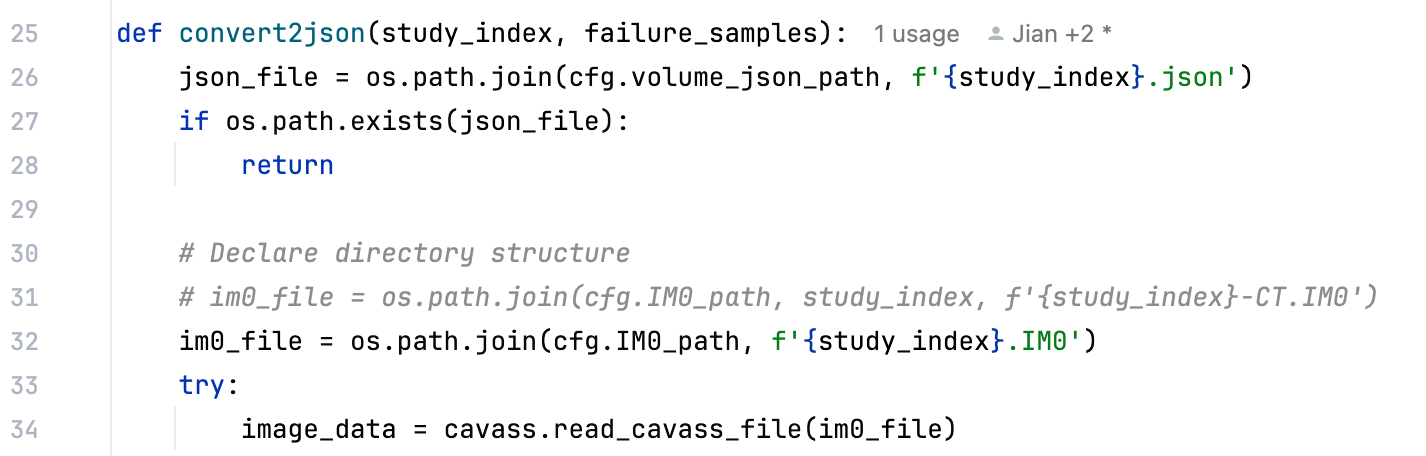 25 def convert2json(study_index, failure_samples): 1 usage Jian +2 *
26 json_file = os.path.join(cfg.volume_json_path, f'{study_index}.json')
27 if os.path.exists(json_file):
28 return
29
30 # Declare directory structure
31 # im0_file = os.path.join(cfg.IM0_path, study_index, f'{study_index}-CT.IM0')
32 im0_file = os.path.join(cfg.IM0_path, f'{study_index}.IM0')
33 try:
34 image_data = cavass.read_cavass_file(im0_file)